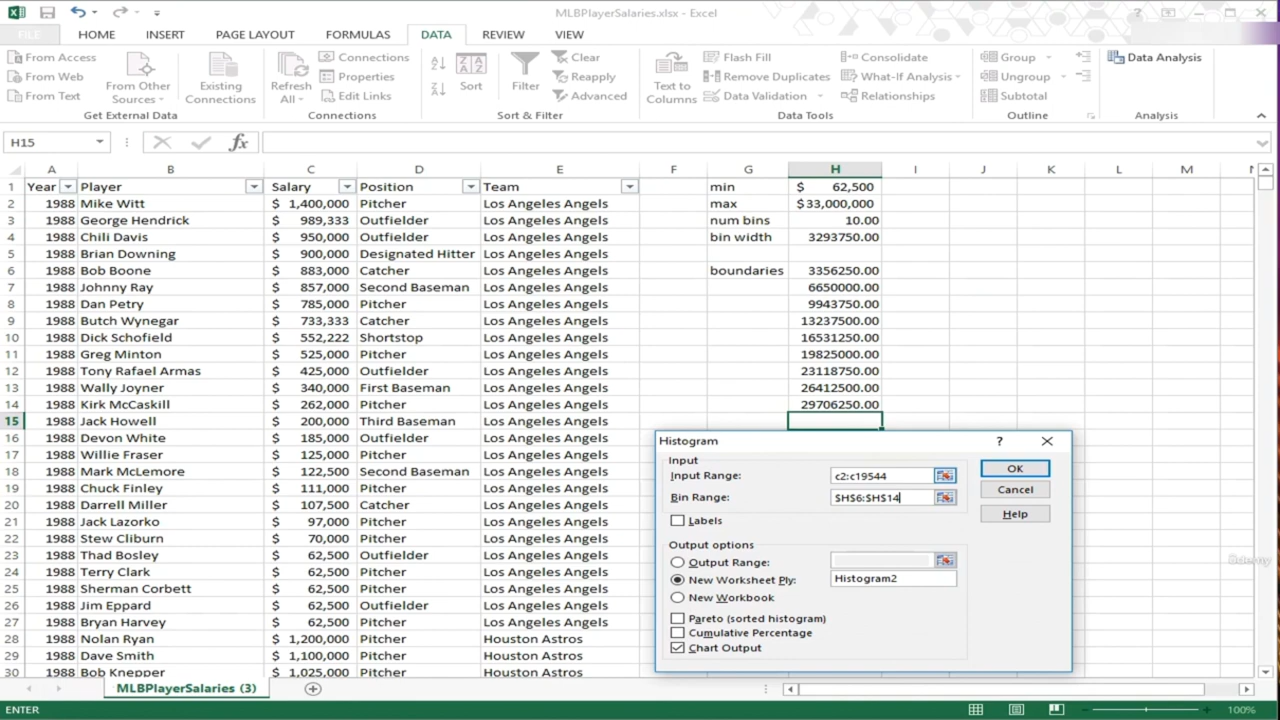 MLBPlayerSalaries.xlsx - Excel
FILE HOME INSERT PAGE LAYOUT FORMULAS DATA REVIEW VIEW
From Access
From Web
From Text
From Other Sources
Existing Connections
Get External Data
Refresh All
Connections
Properties
Edit Links
Connections
Sort
Filter
Clear
Reapply
Advanced
Sort & Filter
Text to Columns
Flash Fill
Remove Duplicates
Data Validation
Consolidate
What-If Analysis
Relationships
Data Tools
Group
Ungroup
Subtotal
Outline
Data Analysis
Analysis
H15 fx
A B C D E F G H I J K L M N
1 Year Player Salary Position Team min $ 62,500
2 1988 Mike Witt $ 1,400,000 Pitcher Los Angeles Angels max $33,000,000
3 1988 George Hendrick $ 989,333 Outfielder Los Angeles Angels num bins 10.00
4 1988 Chili Davis $ 950,000 Outfielder Los Angeles Angels bin width 3293750.00
5 1988 Brian Downing $ 900,000 Designated Hitter Los Angeles Angels
6 1988 Bob Boone $ 883,000 Catcher Los Angeles Angels boundaries 3356250.00
7 1988 Johnny Ray $ 857,000 Second Baseman Los Angeles Angels 6650000.00
8 1988 Dan Petry $ 785,000 Pitcher Los Angeles Angels 9943750.00
9 1988 Butch Wynegar $ 733,333 Catcher Los Angeles Angels 13237500.00
10 1988 Dick Schofield $ 552,222 Shortstop Los Angeles Angels 16531250.00
11 1988 Greg Minton $ 525,000 Pitcher Los Angeles Angels 19825000.00
12 1988 Tony Rafael Armas $ 425,000 Outfielder Los Angeles Angels 23118750.00
13 1988 Wally Joyner $ 340,000 First Baseman Los Angeles Angels 26412500.00
14 1988 Kirk McCaskill $ 262,000 Pitcher Los Angeles Angels 29706250.00
15 1988 Jack Howell $ 200,000 Third Baseman Los Angeles Angels
16 1988 Devon White $ 185,000 Outfielder Los Angeles Angels
17 1988 Willie Fraser $ 125,000 Pitcher Los Angeles Angels
18 1988 Mark McLemore $ 122,500 Second Baseman Los Angeles Angels
19 1988 Chuck Finley $ 111,000 Pitcher Los Angeles Angels
20 1988 Darrell Miller $ 107,500 Catcher Los Angeles Angels
21 1988 Jack Lazorko $ 97,000 Pitcher Los Angeles Angels
22 1988 Stew Cliburn $ 70,000 Pitcher Los Angeles Angels
23 1988 Thad Bosley $ 62,500 Outfielder Los Angeles Angels
24 1988 Terry Clark $ 62,500 Pitcher Los Angeles Angels
25 1988 Sherman Corbett $ 62,500 Pitcher Los Angeles Angels
26 1988 Jim Eppard $ 62,500 Outfielder Los Angeles Angels
27 1988 Bryan Harvey $ 62,500 Pitcher Los Angeles Angels
28 1988 Nolan Ryan $ 1,200,000 Pitcher Houston Astros
29 1988 Dave Smith $ 1,100,000 Pitcher Houston Astros
30 1988 Bob Knepper $ 1,025,000 Pitcher Houston Astros
Histogram ?
Input
Input Range: c2:c19544
Bin Range: $H$6:$H$14
Labels
Output options
Output Range:
New Worksheet Ply: Histogram2
New Workbook
Pareto (sorted histogram)
Cumulative Percentage
Chart Output
OK
Cancel
Help
ûdemy
MLBPlayerSalaries (3)
ENTER 100%